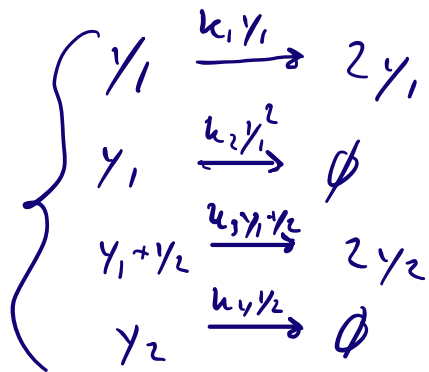 y₁ →(k₁y₁) 2y₁
y₁ →(k₂y₁²) ∅
y₁ + y₂ →(k₃y₁y₂) 2y₂
y₂ →(k₄y₂) ∅